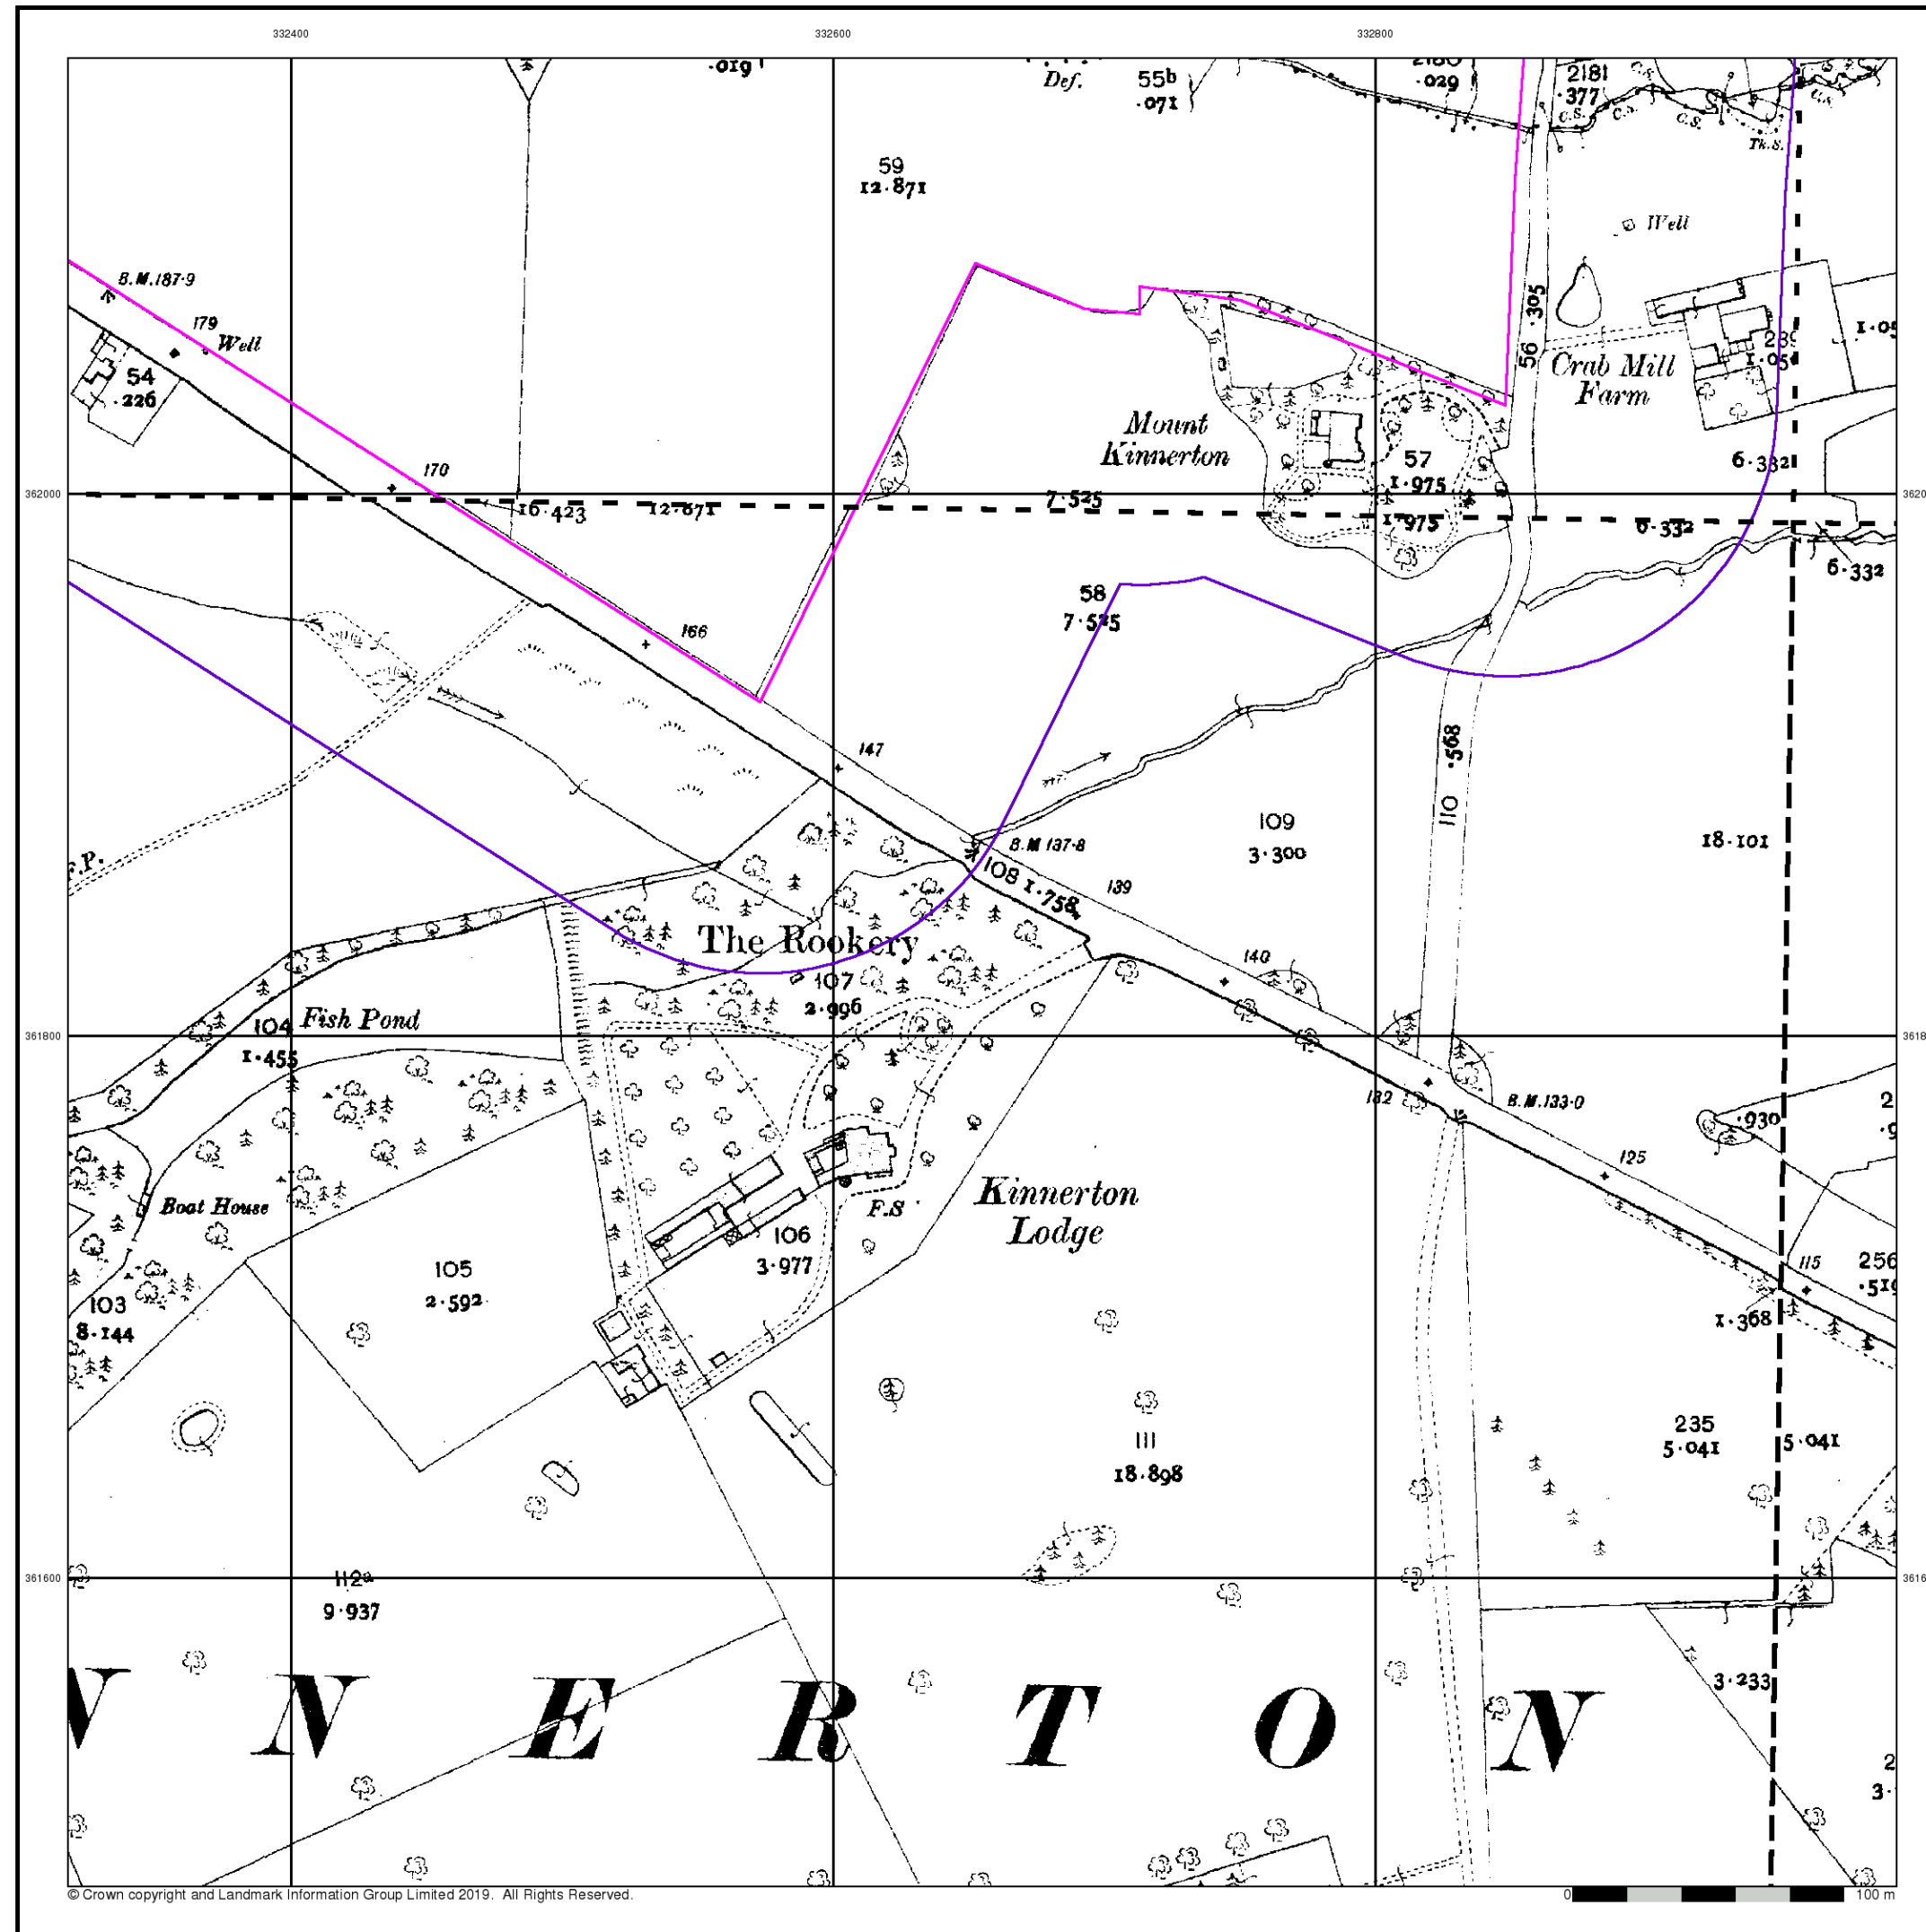 332400
332600
332800
.019
Def.
55b
.071
.029
2181
.377
C.S.
C.S.
C.S.
C.S.
C.S.
Tk.S.
59
12.871
Well
B.M.187.9
179
Well
54
.226
56 .305
Crab Mill
Farm
1.05
Mount
Kinnerton
57
1.975
6.332
362000
170
16.423
12.871
7.525
1.975
6.332
6.332
58
7.525
166
147
110 .568
F.P.
B.M 137.8
109
3.300
18.101
108 1.758
139
The Rookery
107
2.996
140
361800
104
1.455
Fish Pond
132
B.M.133.0
.930
125
Boat House
F.S
Kinnerton
Lodge
106
3.977
105
2.592
115
256
103
8.144
1.368
111
18.898
235
5.041
5.041
361600
112a
9.937
3.233
N E R T O N
© Crown copyright and Landmark Information Group Limited 2019. All Rights Reserved.
0 100 m